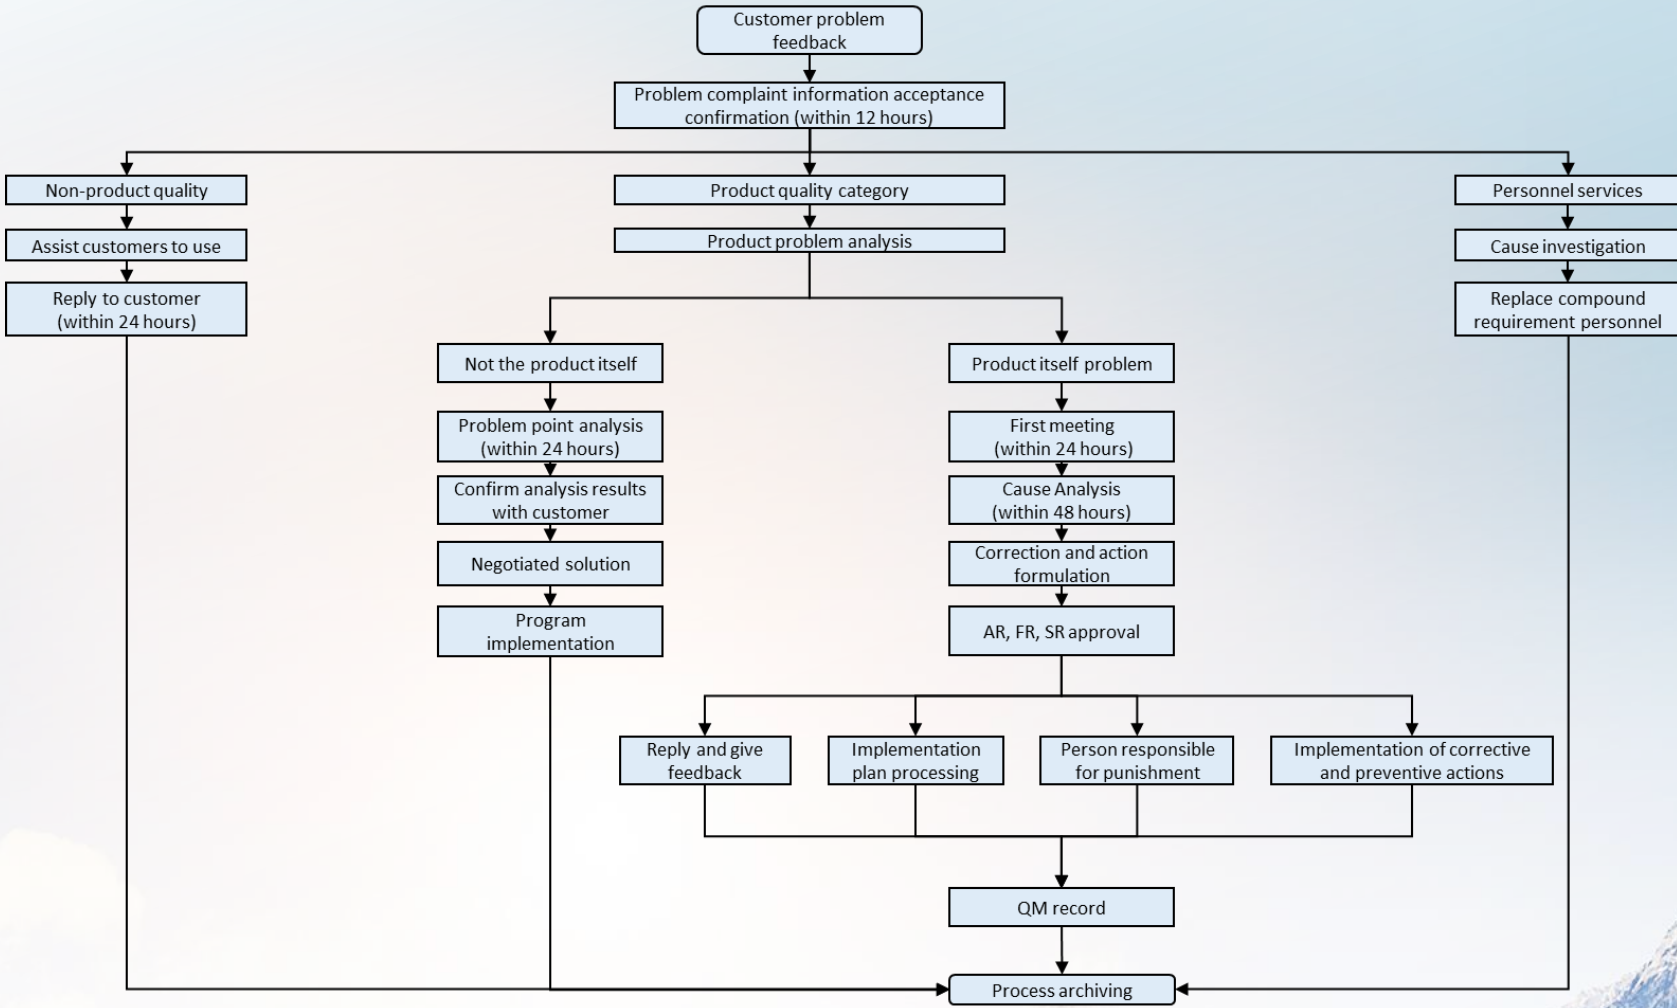 Customer problem
feedback
Problem complaint information acceptance
confirmation (within 12 hours)
Non-product quality
Product quality category
Personnel services
Assist customers to use
Product problem analysis
Cause investigation
Reply to customer
(within 24 hours)
Replace compound
requirement personnel
Not the product itself
Product itself problem
Problem point analysis
(within 24 hours)
First meeting
(within 24 hours)
Confirm analysis results
with customer
Cause Analysis
(within 48 hours)
Negotiated solution
Correction and action
formulation
Program
implementation
AR, FR, SR approval
Reply and give
feedback
Implementation
plan processing
Person responsible
for punishment
Implementation of corrective
and preventive actions
QM record
Process archiving